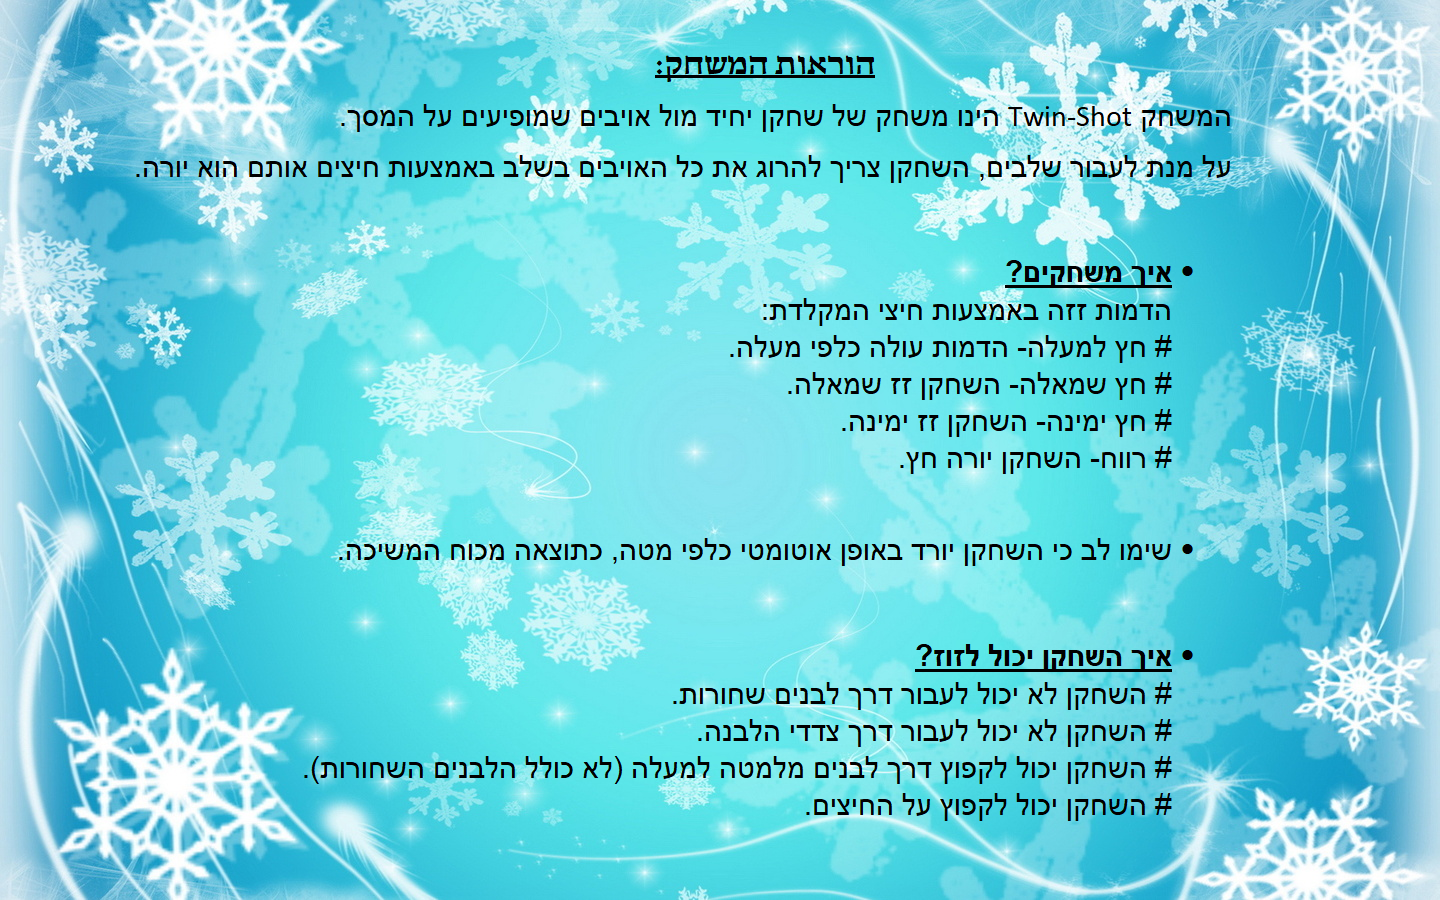 הוראות המשחק:
המשחק Twin-Shot הינו משחק של שחקן יחיד מול אויבים שמופיעים על המסך.
על מנת לעבור שלבים, השחקן צריך להרוג את כל האויבים בשלב באמצעות חיצים אותם הוא יורה.
• איך משחקים?
הדמות זזה באמצעות חיצי המקלדת:
# חץ למעלה- הדמות עולה כלפי מעלה.
# חץ שמאלה- השחקן זז שמאלה.
# חץ ימינה- השחקן זז ימינה.
# רווח- השחקן יורה חץ.
• שימו לב כי השחקן יורד באופן אוטומטי כלפי מטה, כתוצאה מכוח המשיכה.
• איך השחקן יכול לזוז?
# השחקן לא יכול לעבור דרך לבנים שחורות.
# השחקן לא יכול לעבור דרך צדדי הלבנה.
# השחקן יכול לקפוץ דרך לבנים מלמטה למעלה (לא כולל הלבנים השחורות).
# השחקן יכול לקפוץ על החיצים.